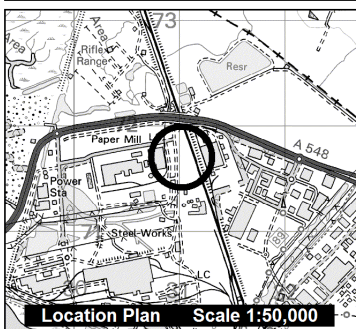 73
Area
Area
Rifle
Range
Resr
Paper Mill
L
A 548
Power
Sta
Steel-Works
LC
Location Plan Scale 1:50,000